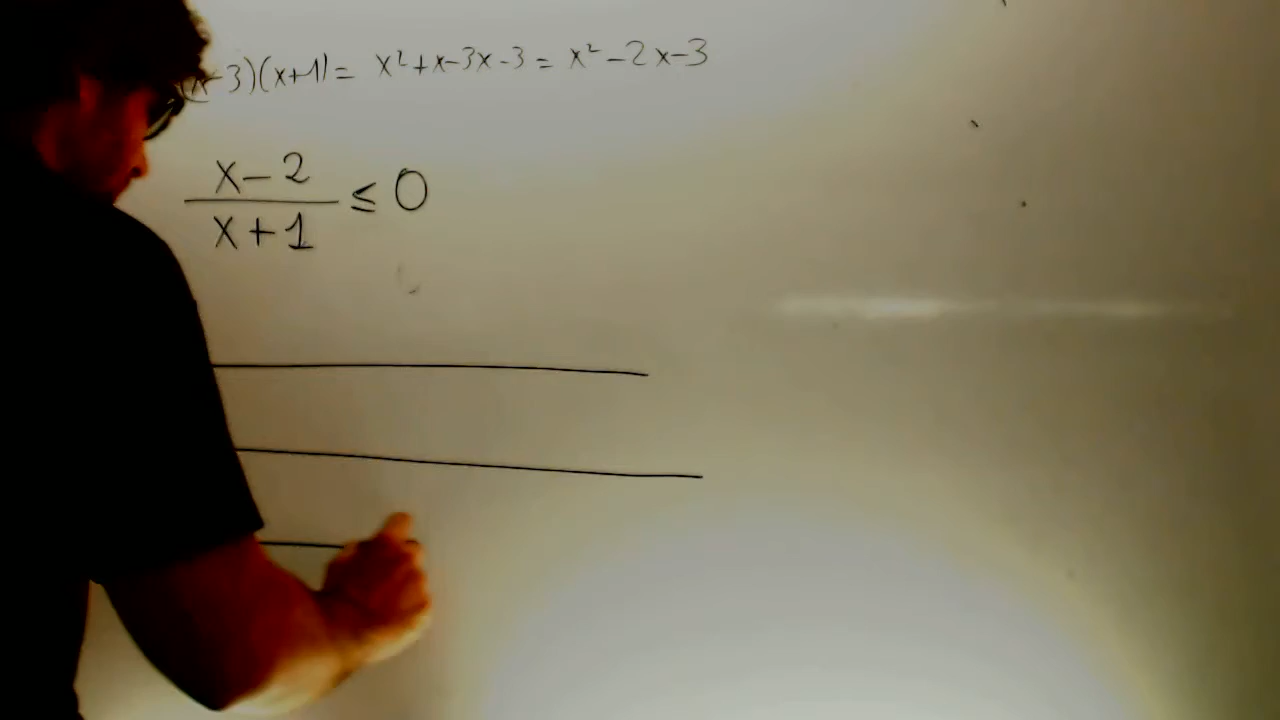 x-3)(x+1)= x²+x-3x-3 = x²-2x-3
x-2
x+1 ≤ 0